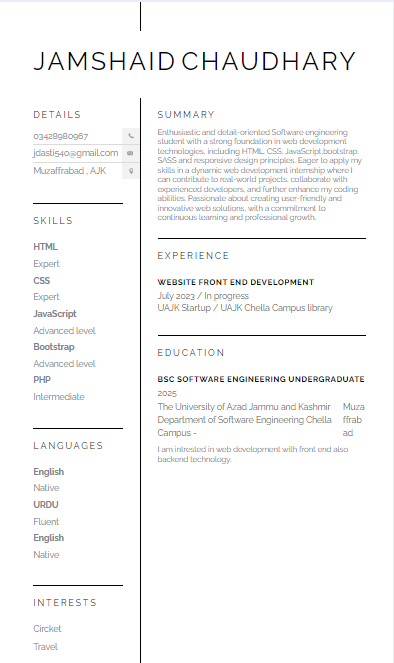 JAMSHAID CHAUDHARY
DETAILS
03428980967
jdasti540@gmail.com
Muzaffrabad , AJK
SKILLS
HTML
Expert
CSS
Expert
JavaScript
Advanced level
Bootstrap
Advanced level
PHP
Intermediate
LANGUAGES
English
Native
URDU
Fluent
English
Native
INTERESTS
Circket
Travel
SUMMARY
Enthusiastic and detail-oriented Software engineering
student with a strong foundation in web development
technologies, including HTML, CSS, JavaScript,bootstrap,
SASS and responsive design principles. Eager to apply my
skills in a dynamic web development internship where I
can contribute to real-world projects, collaborate with
experienced developers, and further enhance my coding
abilities. Passionate about creating user-friendly and
innovative web solutions, with a commitment to
continuous learning and professional growth.
EXPERIENCE
WEBSITE FRONT END DEVELOPMENT
July 2023 / In progress
UAJK Startup / UAJK Chella Campus library
EDUCATION
BSC SOFTWARE ENGINEERING UNDERGRADUATE
2025
The University of Azad Jammu and Kashmir
Department of Software Engineering Chella
Campus -
Muza
ffrab
ad
I am intrested in web development with front end also
backend technology.